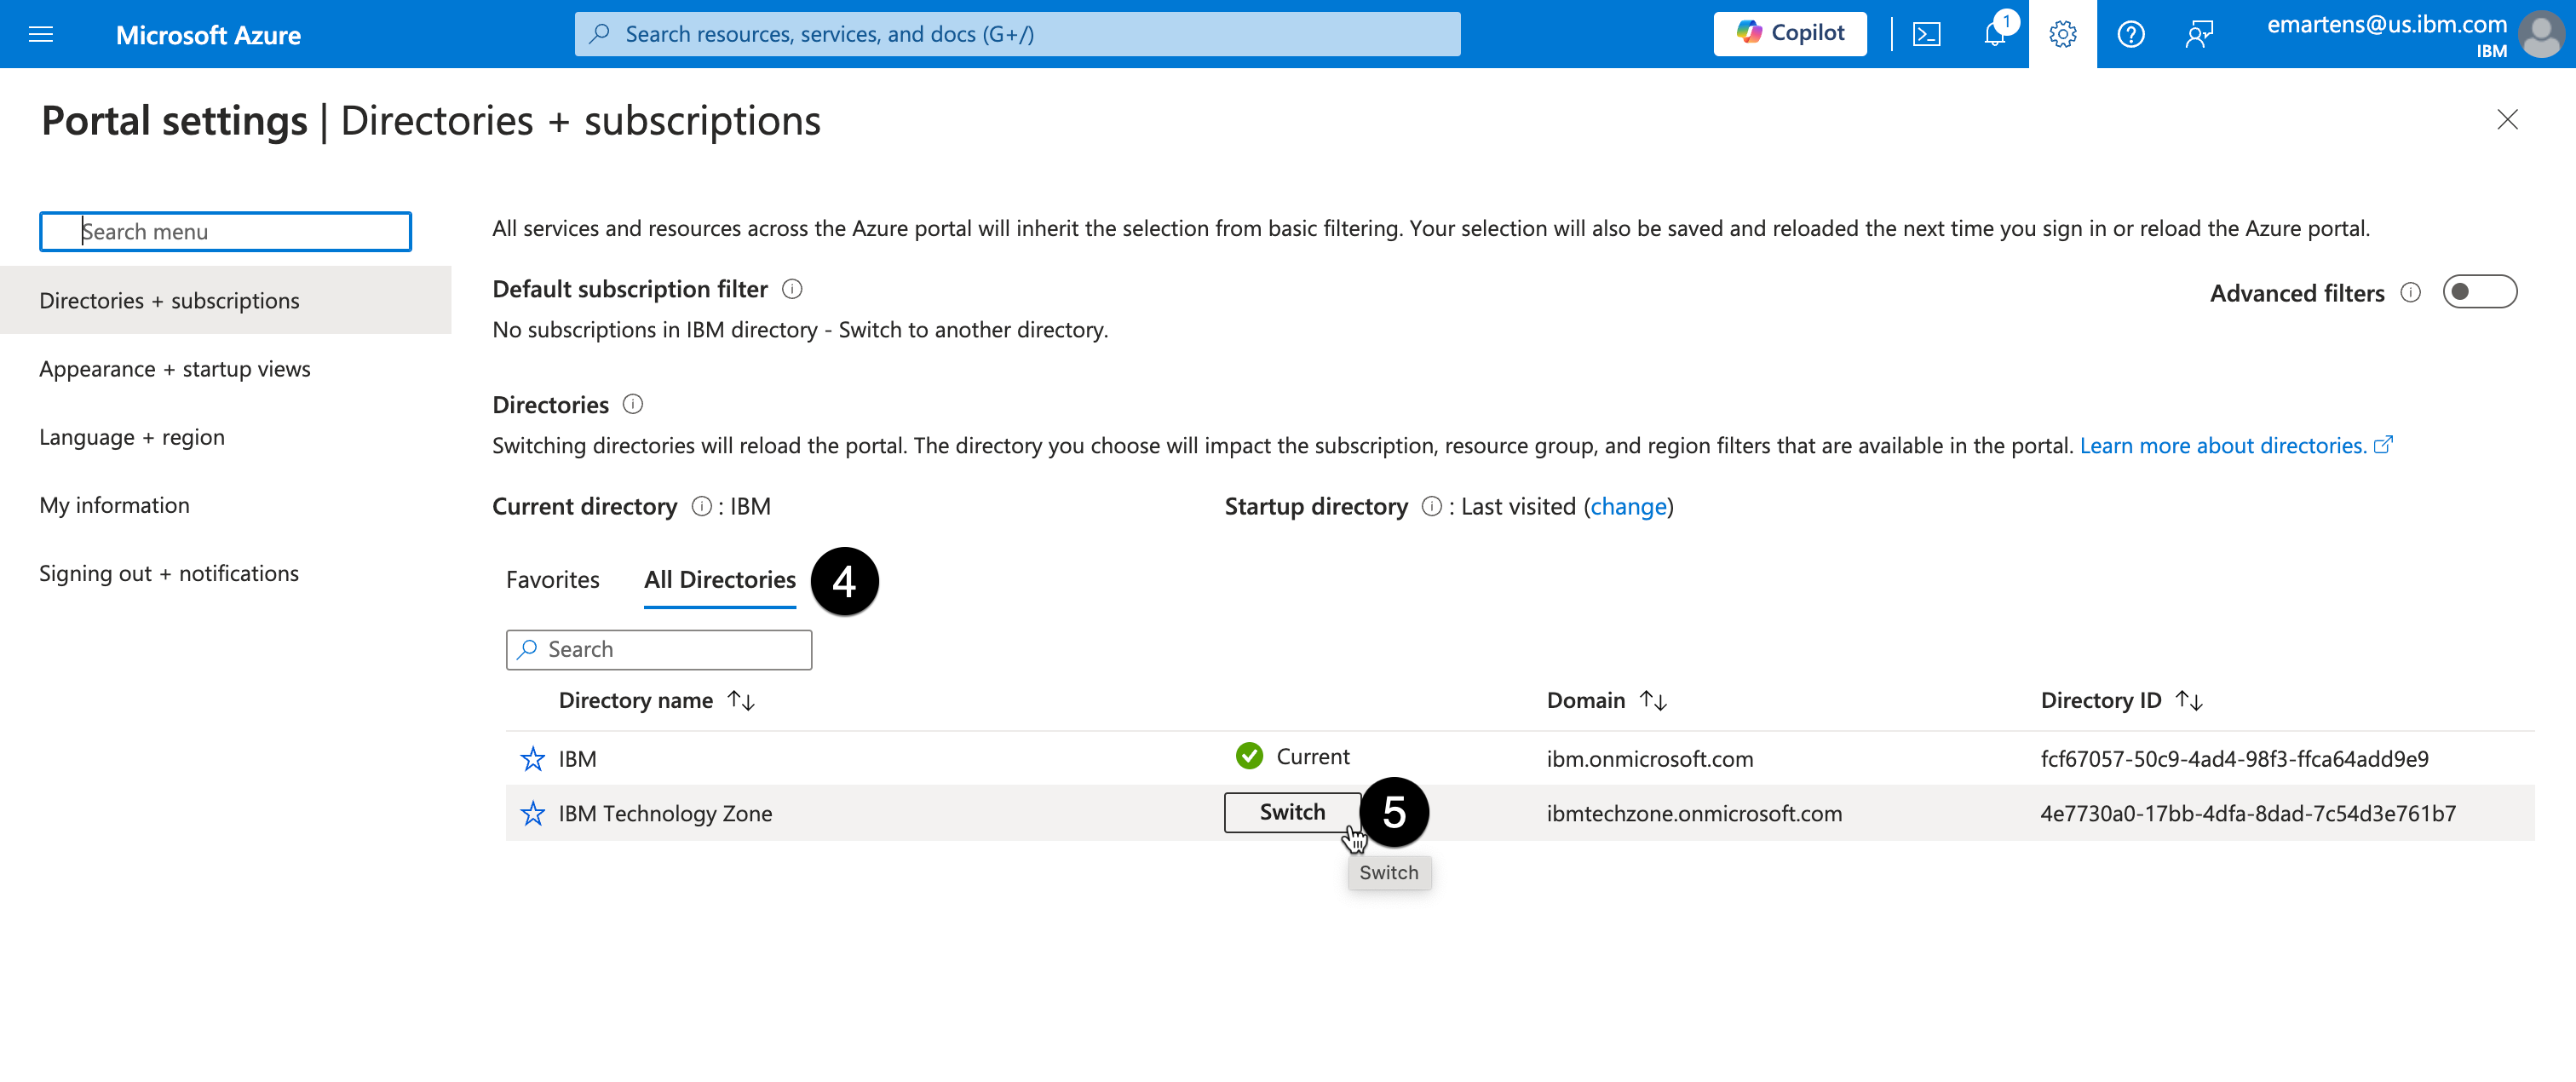 Microsoft Azure
Search resources, services, and docs (G+/)
Copilot
1
emartens@us.ibm.com
IBM
Portal settings | Directories + subscriptions
Search menu
Directories + subscriptions
Appearance + startup views
Language + region
My information
Signing out + notifications
All services and resources across the Azure portal will inherit the selection from basic filtering. Your selection will also be saved and reloaded the next time you sign in or reload the Azure portal.
Default subscription filter
Advanced filters
No subscriptions in IBM directory - Switch to another directory.
Directories
Switching directories will reload the portal. The directory you choose will impact the subscription, resource group, and region filters that are available in the portal. Learn more about directories.
Current directory : IBM
Startup directory : Last visited (change)
Favorites
All Directories
4
Search
Directory name
Domain
Directory ID
IBM
Current
ibm.onmicrosoft.com
fcf67057-50c9-4ad4-98f3-ffca64add9e9
IBM Technology Zone
Switch
5
ibmtechzone.onmicrosoft.com
4e7730a0-17bb-4dfa-8dad-7c54d3e761b7
Switch